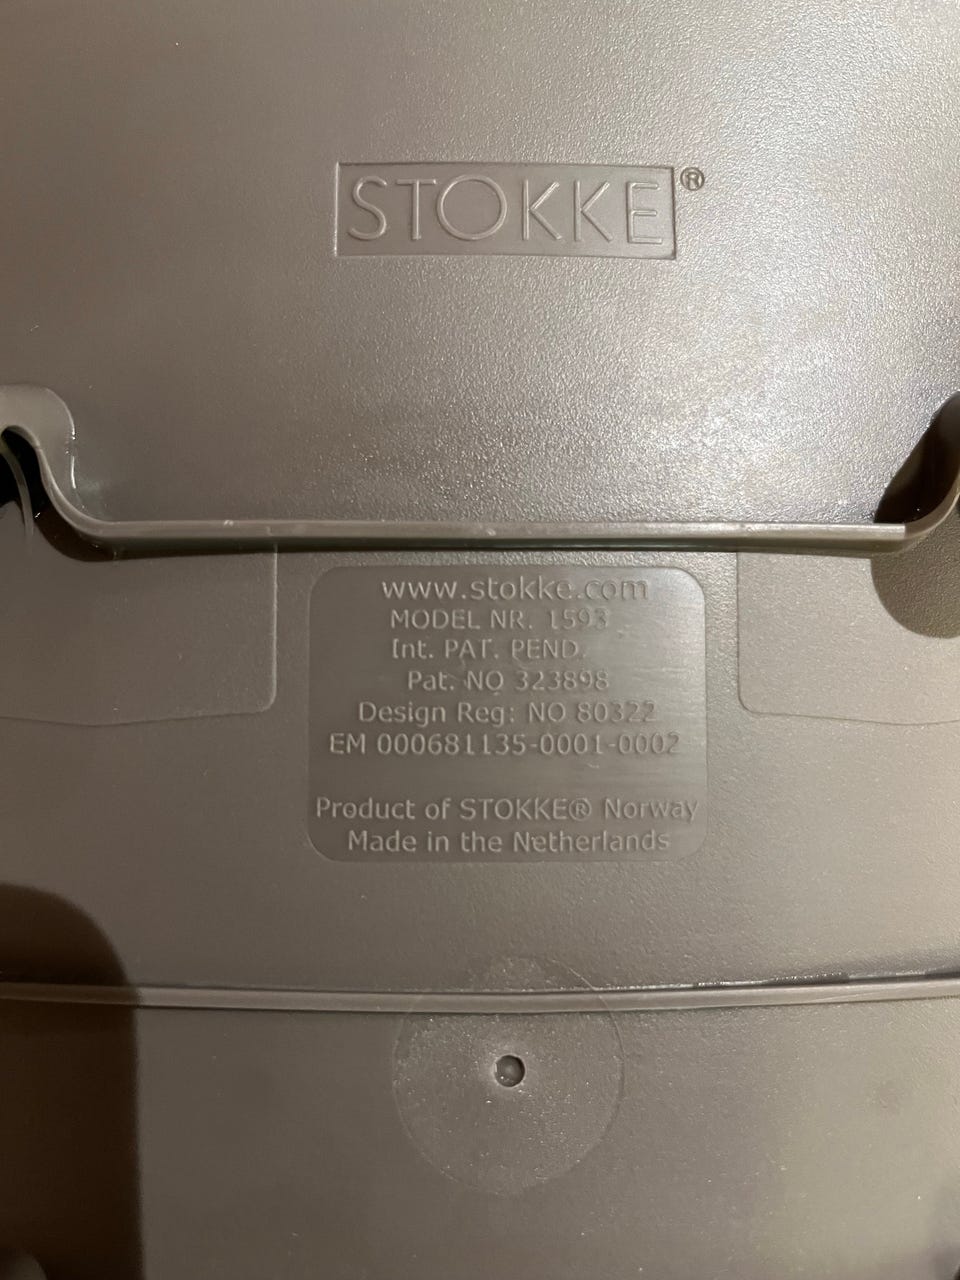 STOKKE®
www.stokke.com
MODEL NR. 1593
Int. PAT. PEND.
Pat. NO 323898
Design Reg: NO 80322
EM 000681135-0001-0002
Product of STOKKE® Norway
Made in the Netherlands